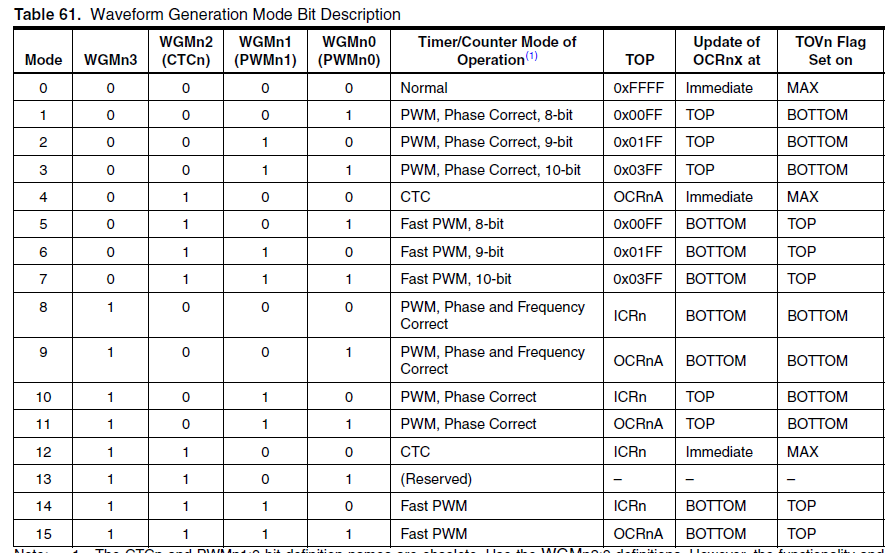 Table 61. Waveform Generation Mode Bit Description
Mode WGMn3 WGMn2 (CTCn) WGMn1 (PWMn1) WGMn0 (PWMn0) Timer/Counter Mode of Operation(1) TOP Update of OCRnx at TOVn Flag Set on
0 0 0 0 0 Normal 0xFFFF Immediate MAX
1 0 0 0 1 PWM, Phase Correct, 8-bit 0x00FF TOP BOTTOM
2 0 0 1 0 PWM, Phase Correct, 9-bit 0x01FF TOP BOTTOM
3 0 0 1 1 PWM, Phase Correct, 10-bit 0x03FF TOP BOTTOM
4 0 1 0 0 CTC OCRnA Immediate MAX
5 0 1 0 1 Fast PWM, 8-bit 0x00FF BOTTOM TOP
6 0 1 1 0 Fast PWM, 9-bit 0x01FF BOTTOM TOP
7 0 1 1 1 Fast PWM, 10-bit 0x03FF BOTTOM TOP
8 1 0 0 0 PWM, Phase and Frequency Correct ICRn BOTTOM BOTTOM
9 1 0 0 1 PWM, Phase and Frequency Correct OCRnA BOTTOM BOTTOM
10 1 0 1 0 PWM, Phase Correct ICRn TOP BOTTOM
11 1 0 1 1 PWM, Phase Correct OCRnA TOP BOTTOM
12 1 1 0 0 CTC ICRn Immediate MAX
13 1 1 0 1 (Reserved) – – –
14 1 1 1 0 Fast PWM ICRn BOTTOM TOP
15 1 1 1 1 Fast PWM OCRnA BOTTOM TOP